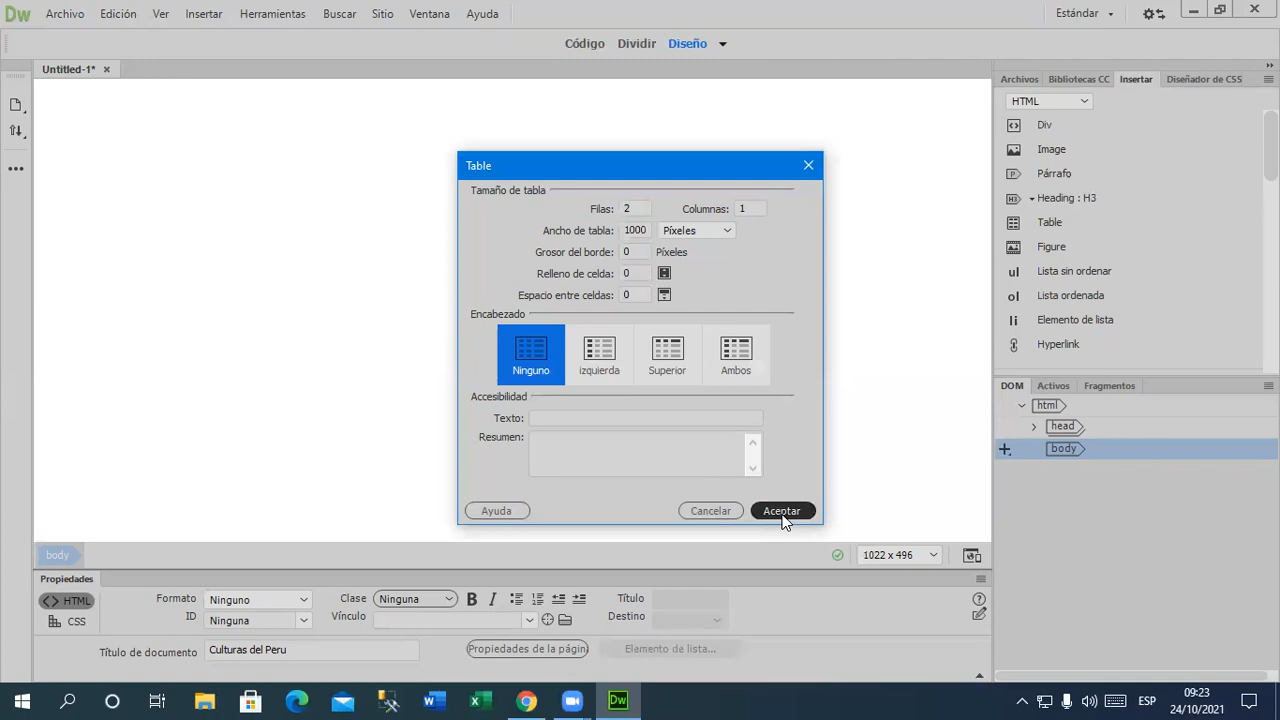 Dw Archivo Edición Ver Insertar Herramientas Buscar Sitio Ventana Ayuda Estándar
Código Dividir Diseño
Untitled-1*
Archivos Bibliotecas CC Insertar Diseñador de CSS
HTML
Div
Image
Párrafo
Heading : H3
Table
Figure
ul Lista sin ordenar
ol Lista ordenada
li Elemento de lista
Hyperlink
Table
Tamaño de tabla
Filas: 2 Columnas: 1
Ancho de tabla: 1000 Píxeles
Grosor del borde: 0 Píxeles
Relleno de celda: 0
Espacio entre celdas: 0
Encabezado
Ninguno izquierda Superior Ambos
Accesibilidad
Texto:
Resumen:
Ayuda Cancelar Aceptar
DOM Activos Fragmentos
html
head
body
body 1022 x 496
Propiedades
HTML Formato Ninguno Clase Ninguna B I Título
CSS ID Ninguna Vínculo Destino
Título de documento Culturas del Peru Propiedades de la págin Elemento de lista...
Dw ESP 09:23
24/10/2021